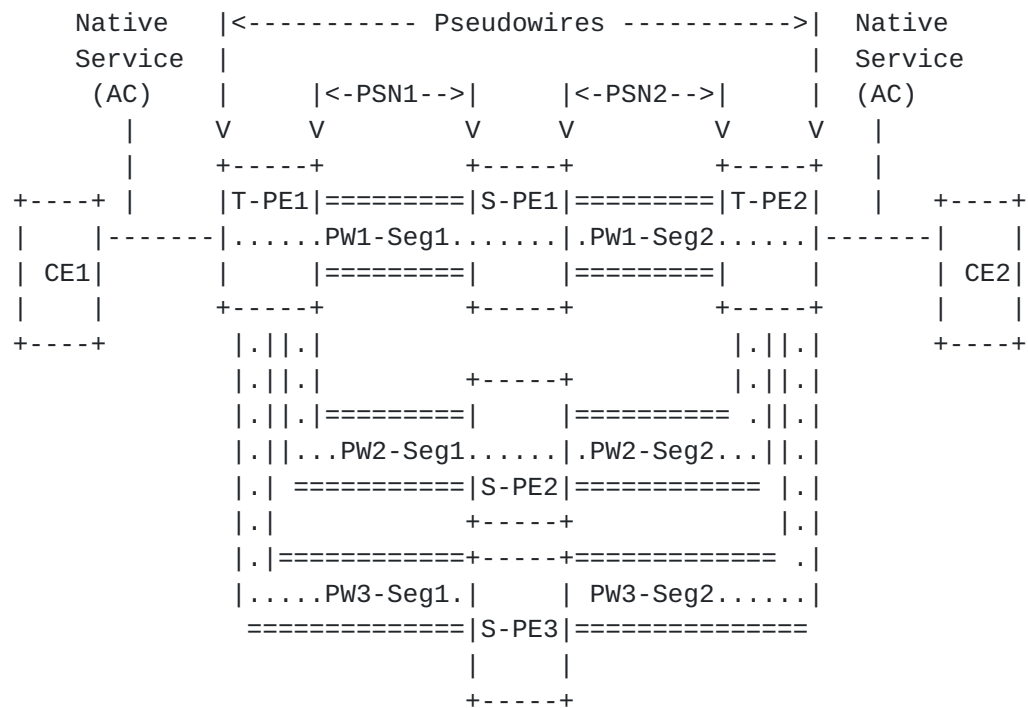 Native |<----------- Pseudowires ----------->| Native
Service | | Service
(AC) | |<-PSN1-->| |<-PSN2-->| | (AC)
| V V V V V V |
| +-----+ +-----+ +-----+ |
+----+ | |T-PE1|=========|S-PE1|=========|T-PE2| | +----+
| |-------|......PW1-Seg1.......|.PW1-Seg2......|-------| |
| CE1| | |=========| |=========| | | CE2|
| | +-----+ +-----+ +-----+ | |
+----+ |.||.| |.||.| +----+
|.||.| +-----+ |.||.|
|.||.|=========| |========== .||.|
|.||...PW2-Seg1......|.PW2-Seg2...||.|
|.| ===========|S-PE2|============ |.|
|.| +-----+ |.|
|.|============+-----+============= .|
|.....PW3-Seg1.| | PW3-Seg2......|
==============|S-PE3|===============
| |
+-----+